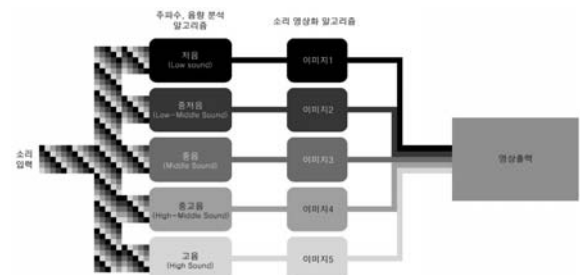 주파수, 음량 분석
알고리즘
소리 영상화 알고리즘
저음
(Low sound)
이미지1
중저음
(Low-Middle Sound)
이미지2
소리
입력
중음
(Middle Sound)
이미지3
영상출력
중고음
(High-Middle Sound)
이미지4
고음
(High Sound)
이미지5